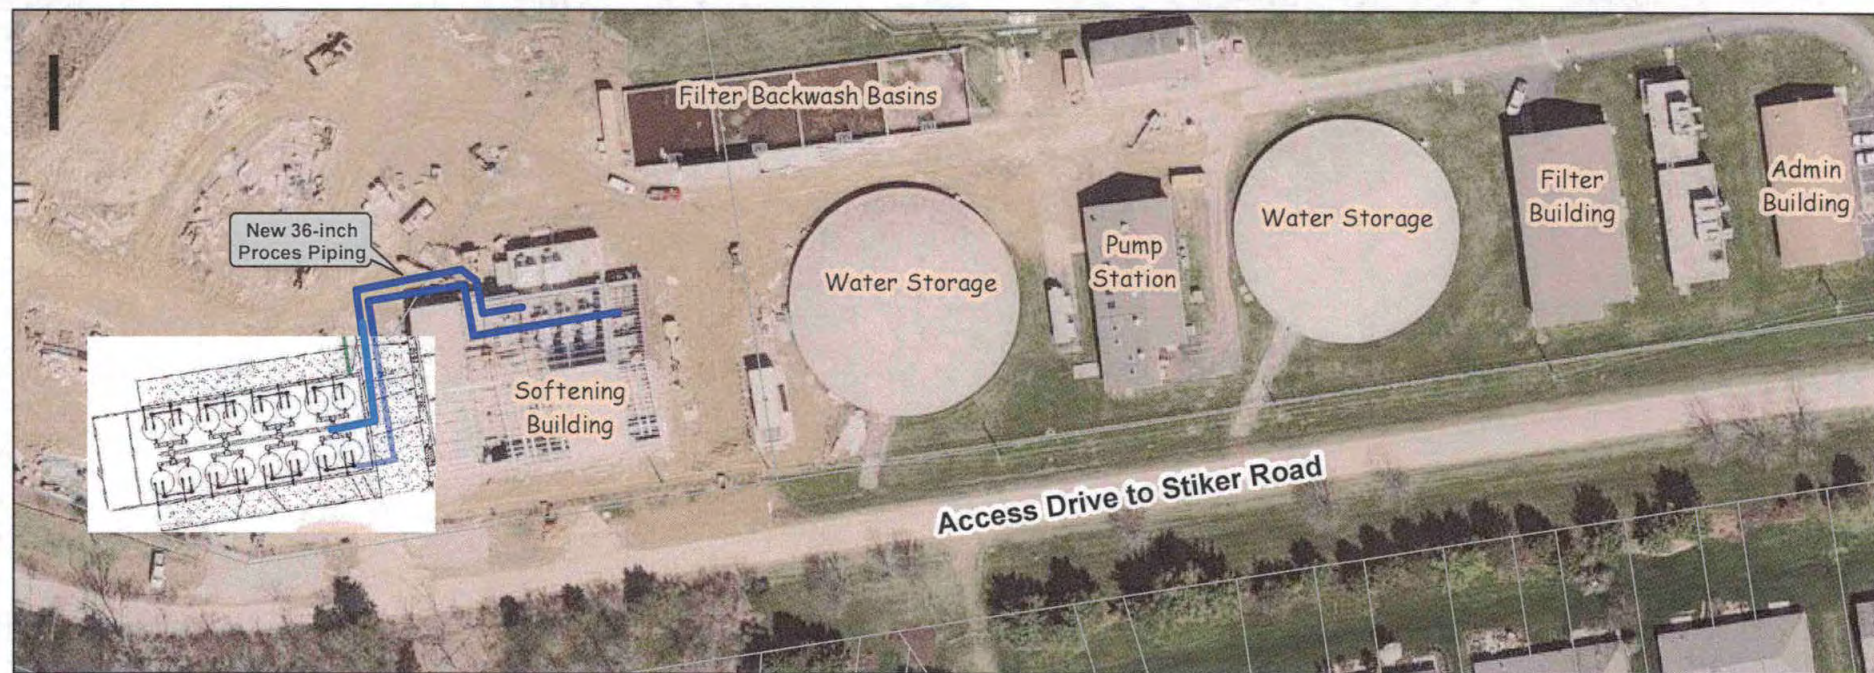 Filter Backwash Basins
New 36-inch
Proces Piping
Water Storage
Pump
Station
Water Storage
Filter
Building
Admin
Building
Softening
Building
Access Drive to Stiker Road